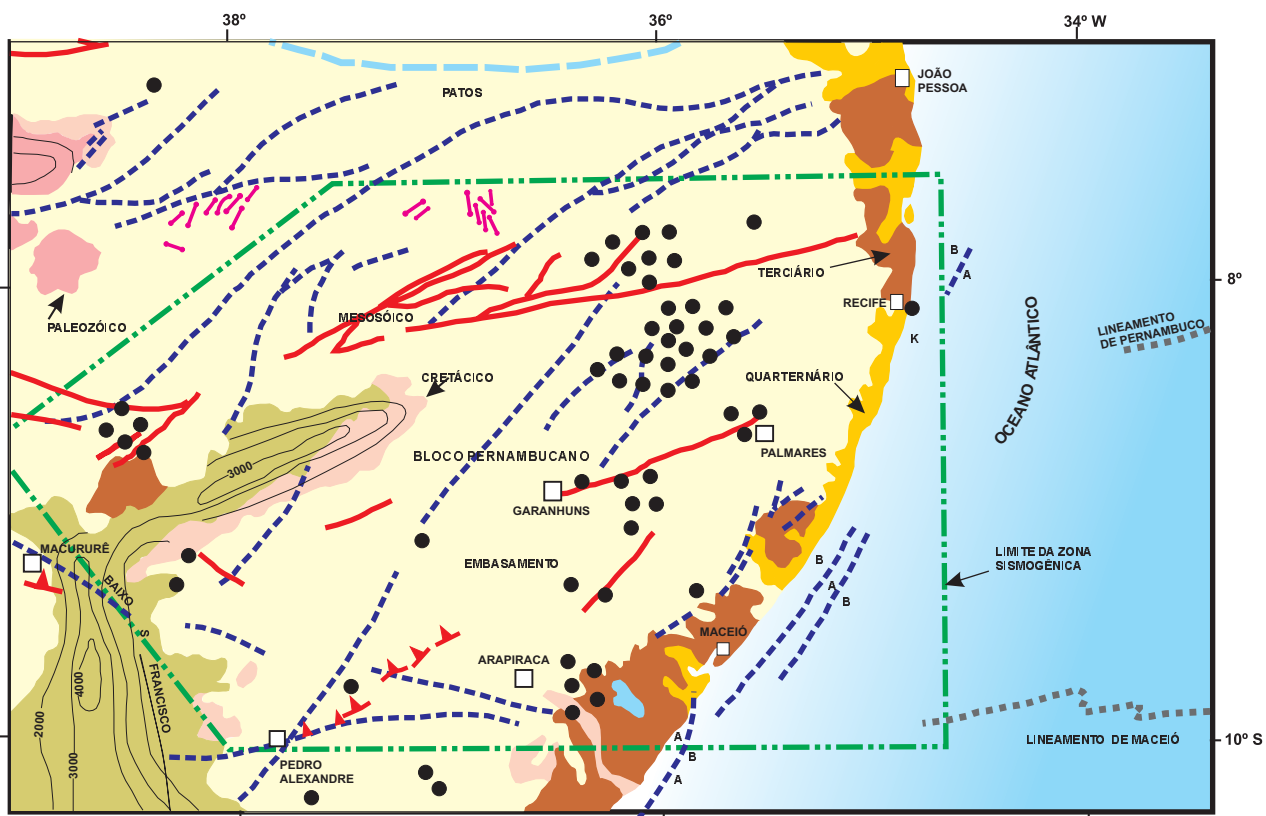 38º
36º
34º W
PATOS
JOÃO
PESSOA
B
A
TERCIÁRIO
8º
PALEOZÓICO
MESOSÓICO
RECIFE
K
LINEAMENTO
DE PERNAMBUCO
OCEANO ATLÂNTICO
CRETÁCICO
QUARTERNÁRIO
3000
BLOCO PERNAMBUCANO
PALMARES
GARANHUNS
MACURURÊ
EMBASAMENTO
B
A
B
LIMITE DA ZONA
SISMOGÊNICA
BAIXO
S
FRANCISCO
MACEIÓ
ARAPIRACA
4000
2000
3000
A
B
A
PEDRO
ALEXANDRE
LINEAMENTO DE MACEIÓ
10º S